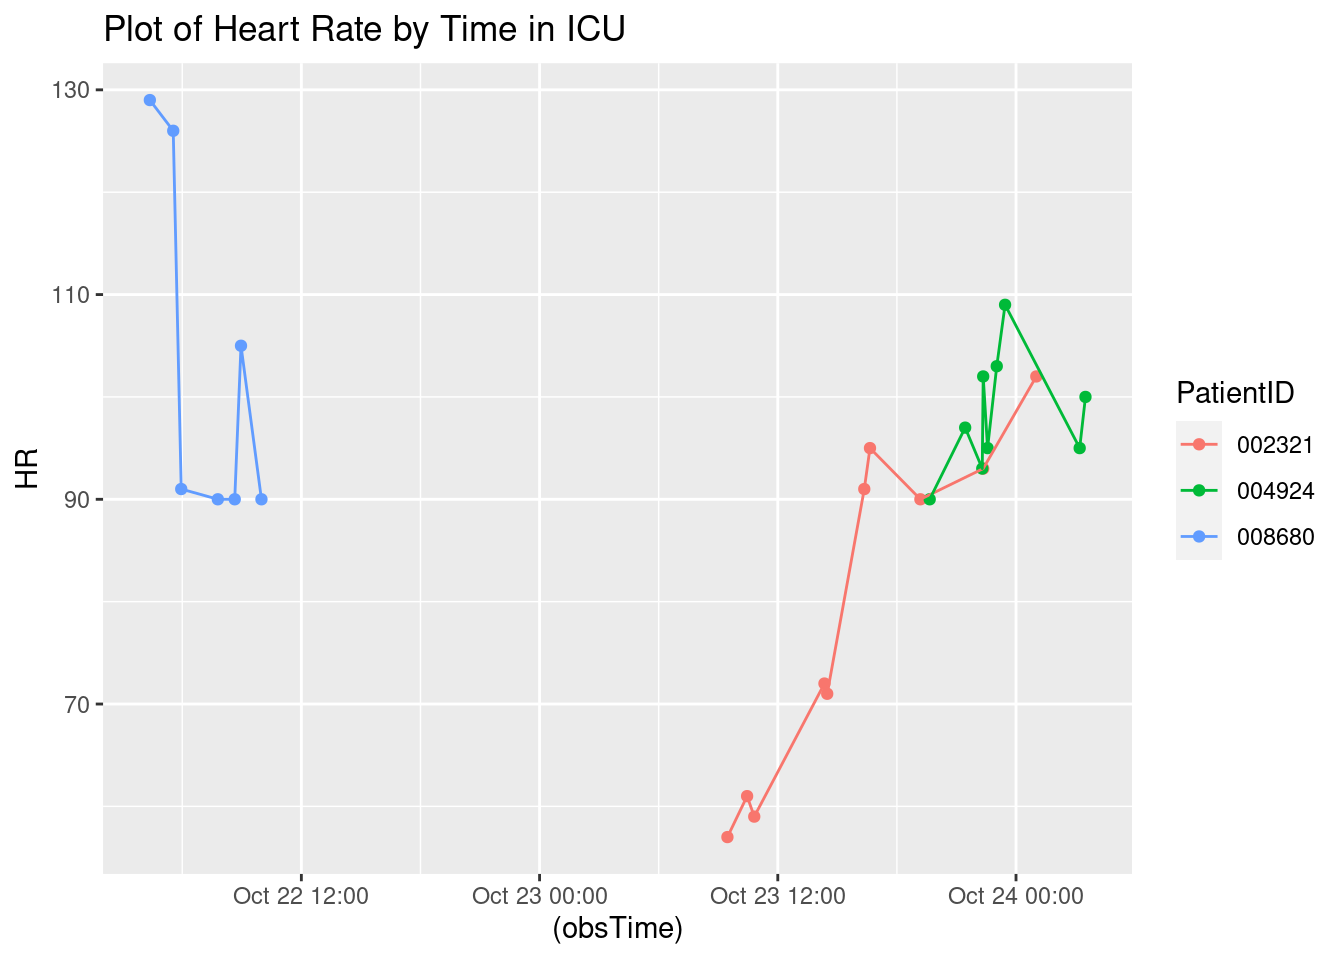 Plot of Heart Rate by Time in ICU
130
110
90
70
HR
Oct 22 12:00 Oct 23 00:00 Oct 23 12:00 Oct 24 00:00
(obsTime)
PatientID
002321
004924
008680